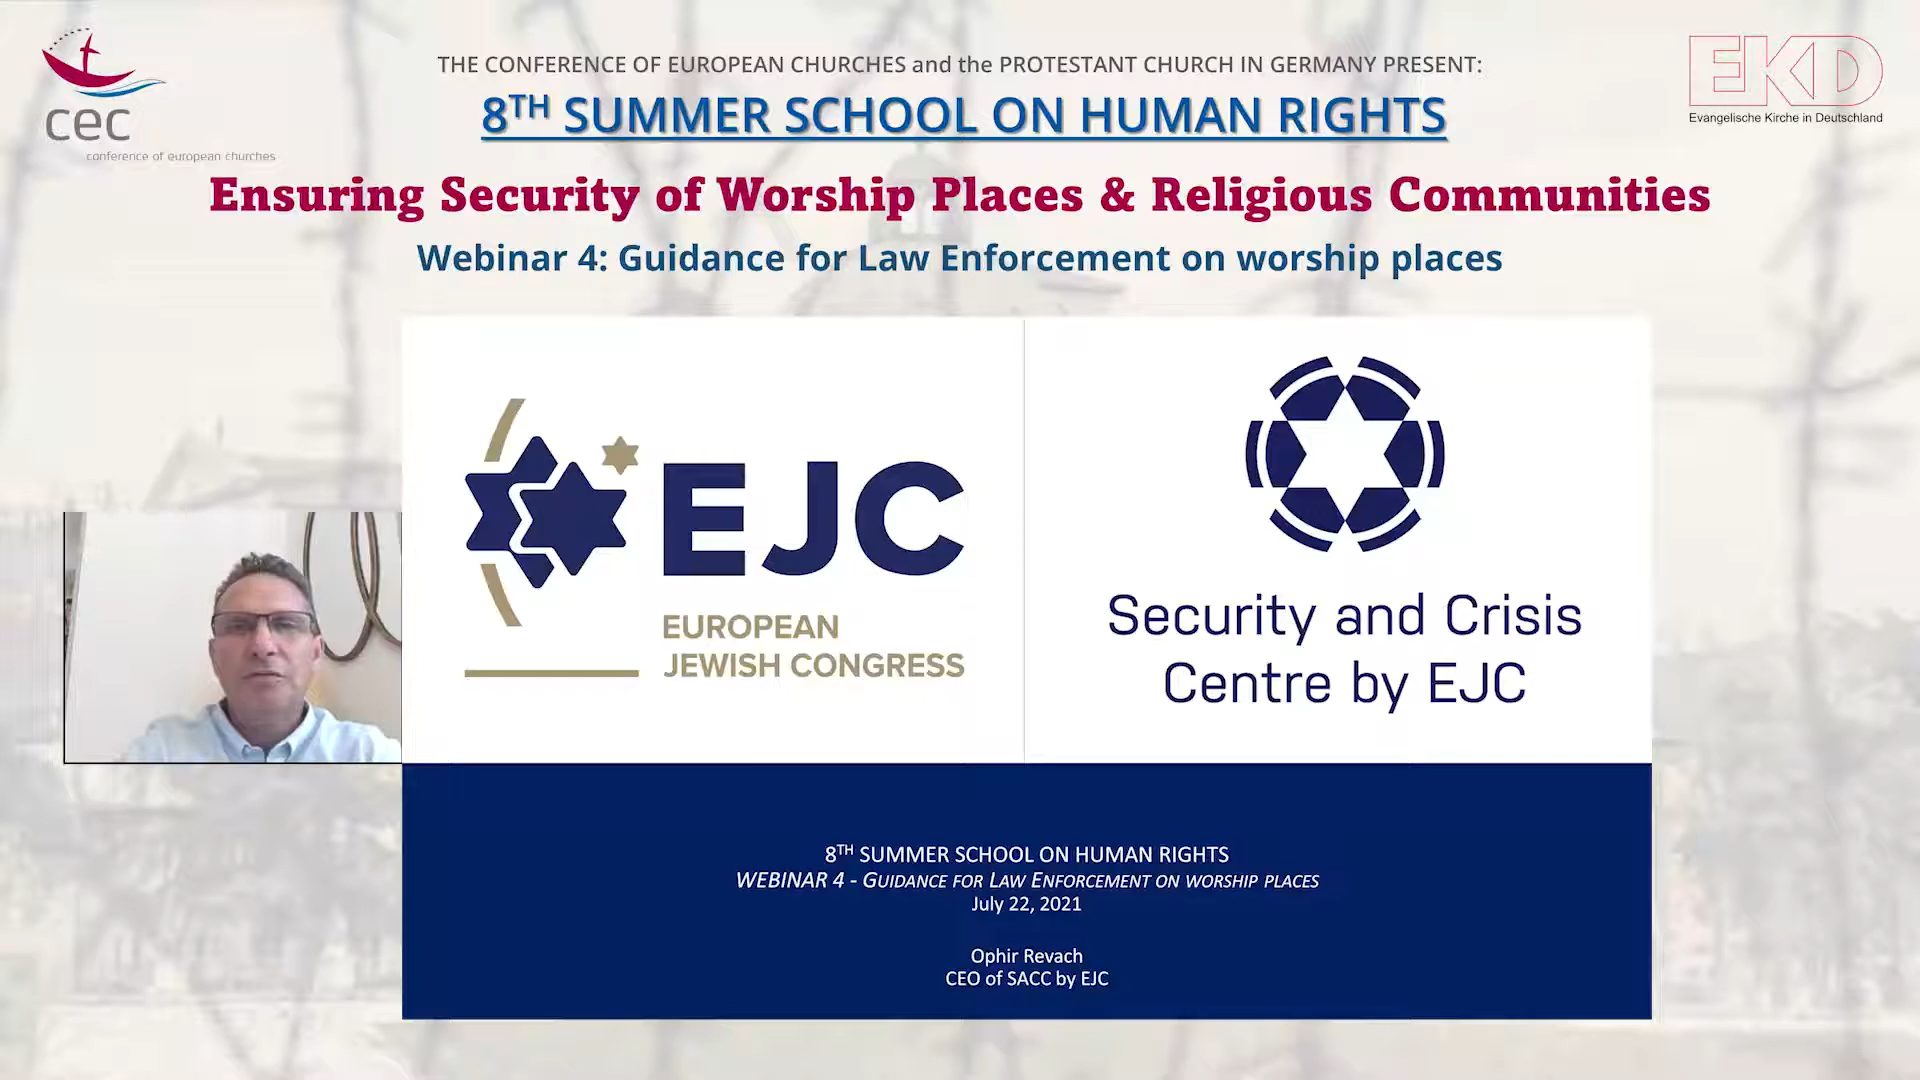 THE CONFERENCE OF EUROPEAN CHURCHES and the PROTESTANT CHURCH IN GERMANY PRESENT:
8TH SUMMER SCHOOL ON HUMAN RIGHTS
cec
conference of european churches
EKD
Evangelische Kirche in Deutschland
Ensuring Security of Worship Places & Religious Communities
Webinar 4: Guidance for Law Enforcement on worship places
EJC
EUROPEAN
JEWISH CONGRESS
Security and Crisis
Centre by EJC
8TH SUMMER SCHOOL ON HUMAN RIGHTS
WEBINAR 4 - GUIDANCE FOR LAW ENFORCEMENT ON WORSHIP PLACES
July 22, 2021
Ophir Revach
CEO of SACC by EJC